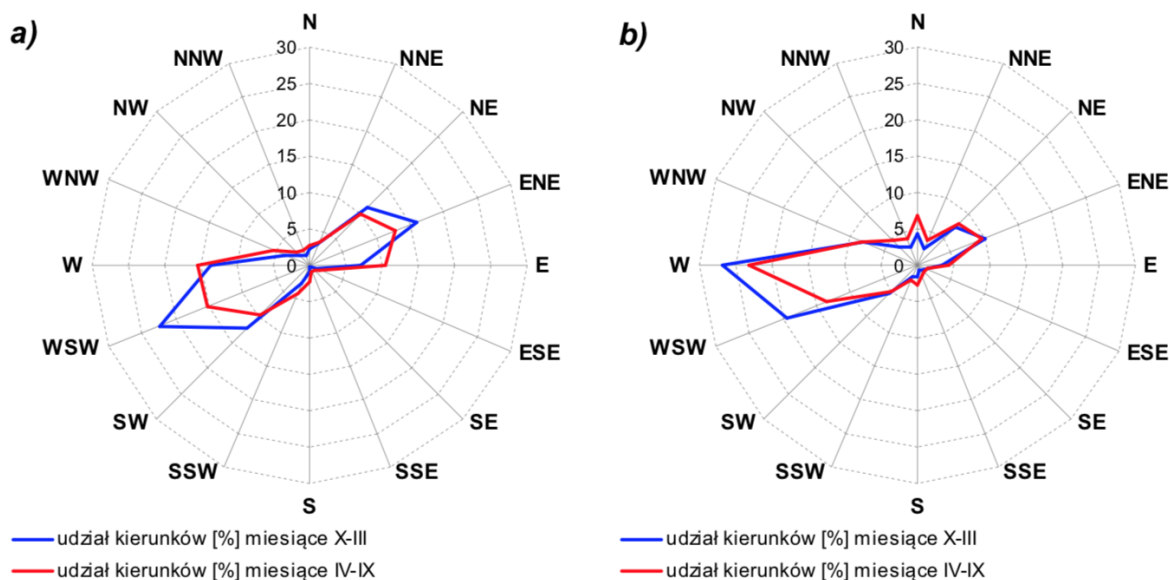 a)
N
NNE
NE
ENE
E
ESE
SE
SSE
S
SSW
SW
WSW
W
WNW
NW
NNW
30
25
20
15
10
5
0
udział kierunków [%] miesiące X-III
udział kierunków [%] miesiące IV-IX
b)
N
NNE
NE
ENE
E
ESE
SE
SSE
S
SSW
SW
WSW
W
WNW
NW
NNW
30
25
20
15
10
5
0
udział kierunków [%] miesiące X-III
udział kierunków [%] miesiące IV-IX